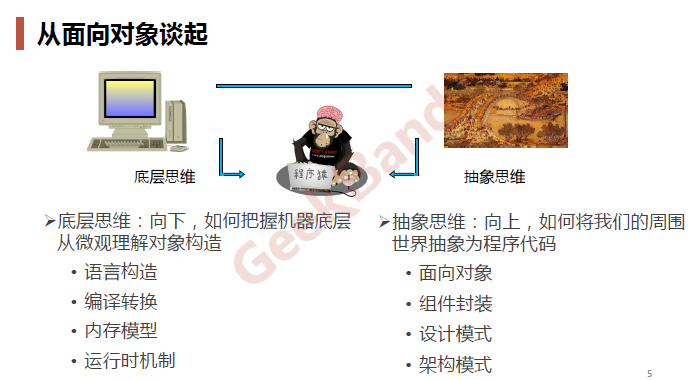 从面向对象谈起
底层思维
程序猿
抽象思维
➢底层思维：向下，如何把握机器底层
从微观理解对象构造
• 语言构造
• 编译转换
• 内存模型
• 运行时机制
➢抽象思维：向上，如何将我们的周围
世界抽象为程序代码
• 面向对象
• 组件封装
• 设计模式
• 架构模式
GeekBand
5